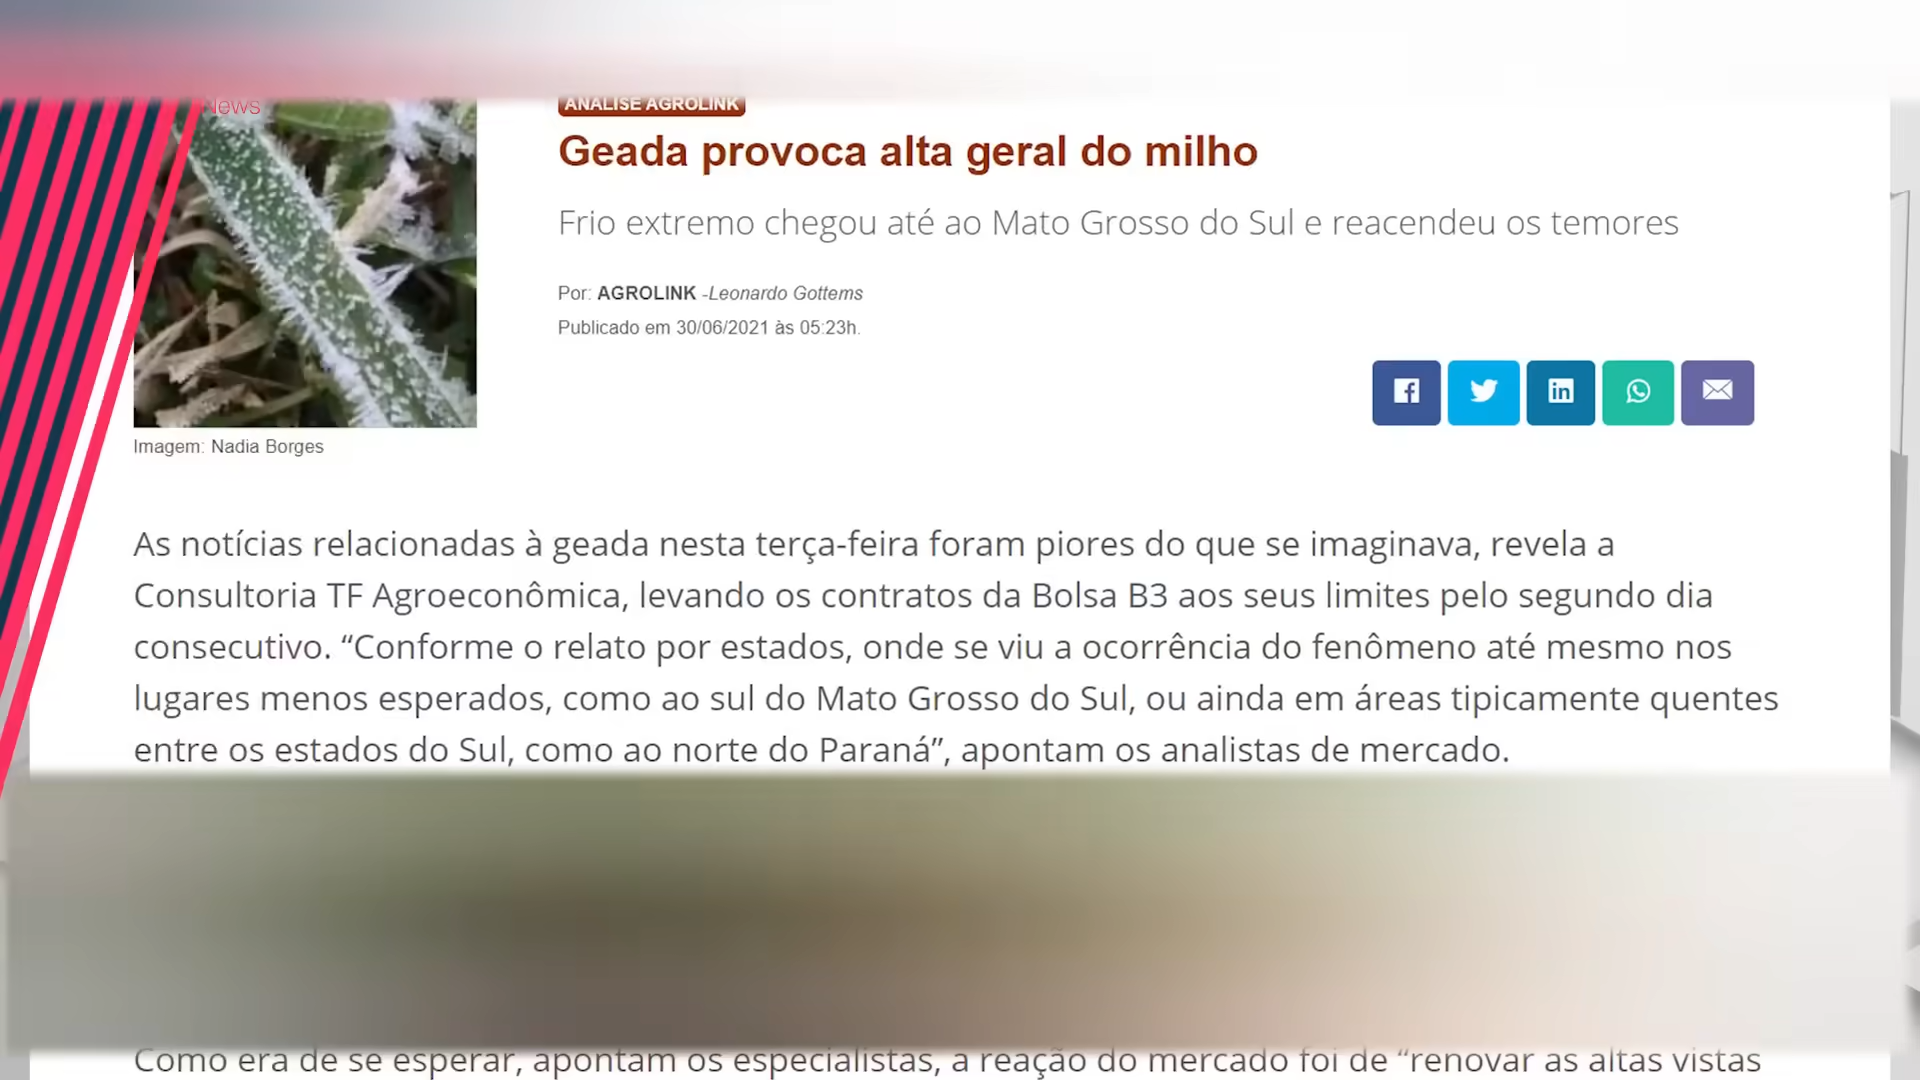 News
ANÁLISE AGROLINK
Geada provoca alta geral do milho
Frio extremo chegou até ao Mato Grosso do Sul e reacendeu os temores
Por: AGROLINK -Leonardo Gottems
Publicado em 30/06/2021 às 05:23h.
Imagem: Nadia Borges
As notícias relacionadas à geada nesta terça-feira foram piores do que se imaginava, revela a
Consultoria TF Agroeconômica, levando os contratos da Bolsa B3 aos seus limites pelo segundo dia
consecutivo. “Conforme o relato por estados, onde se viu a ocorrência do fenômeno até mesmo nos
lugares menos esperados, como ao sul do Mato Grosso do Sul, ou ainda em áreas tipicamente quentes
entre os estados do Sul, como ao norte do Paraná”, apontam os analistas de mercado.
Como era de se esperar, apontam os especialistas, a reação do mercado foi de “renovar as altas vistas